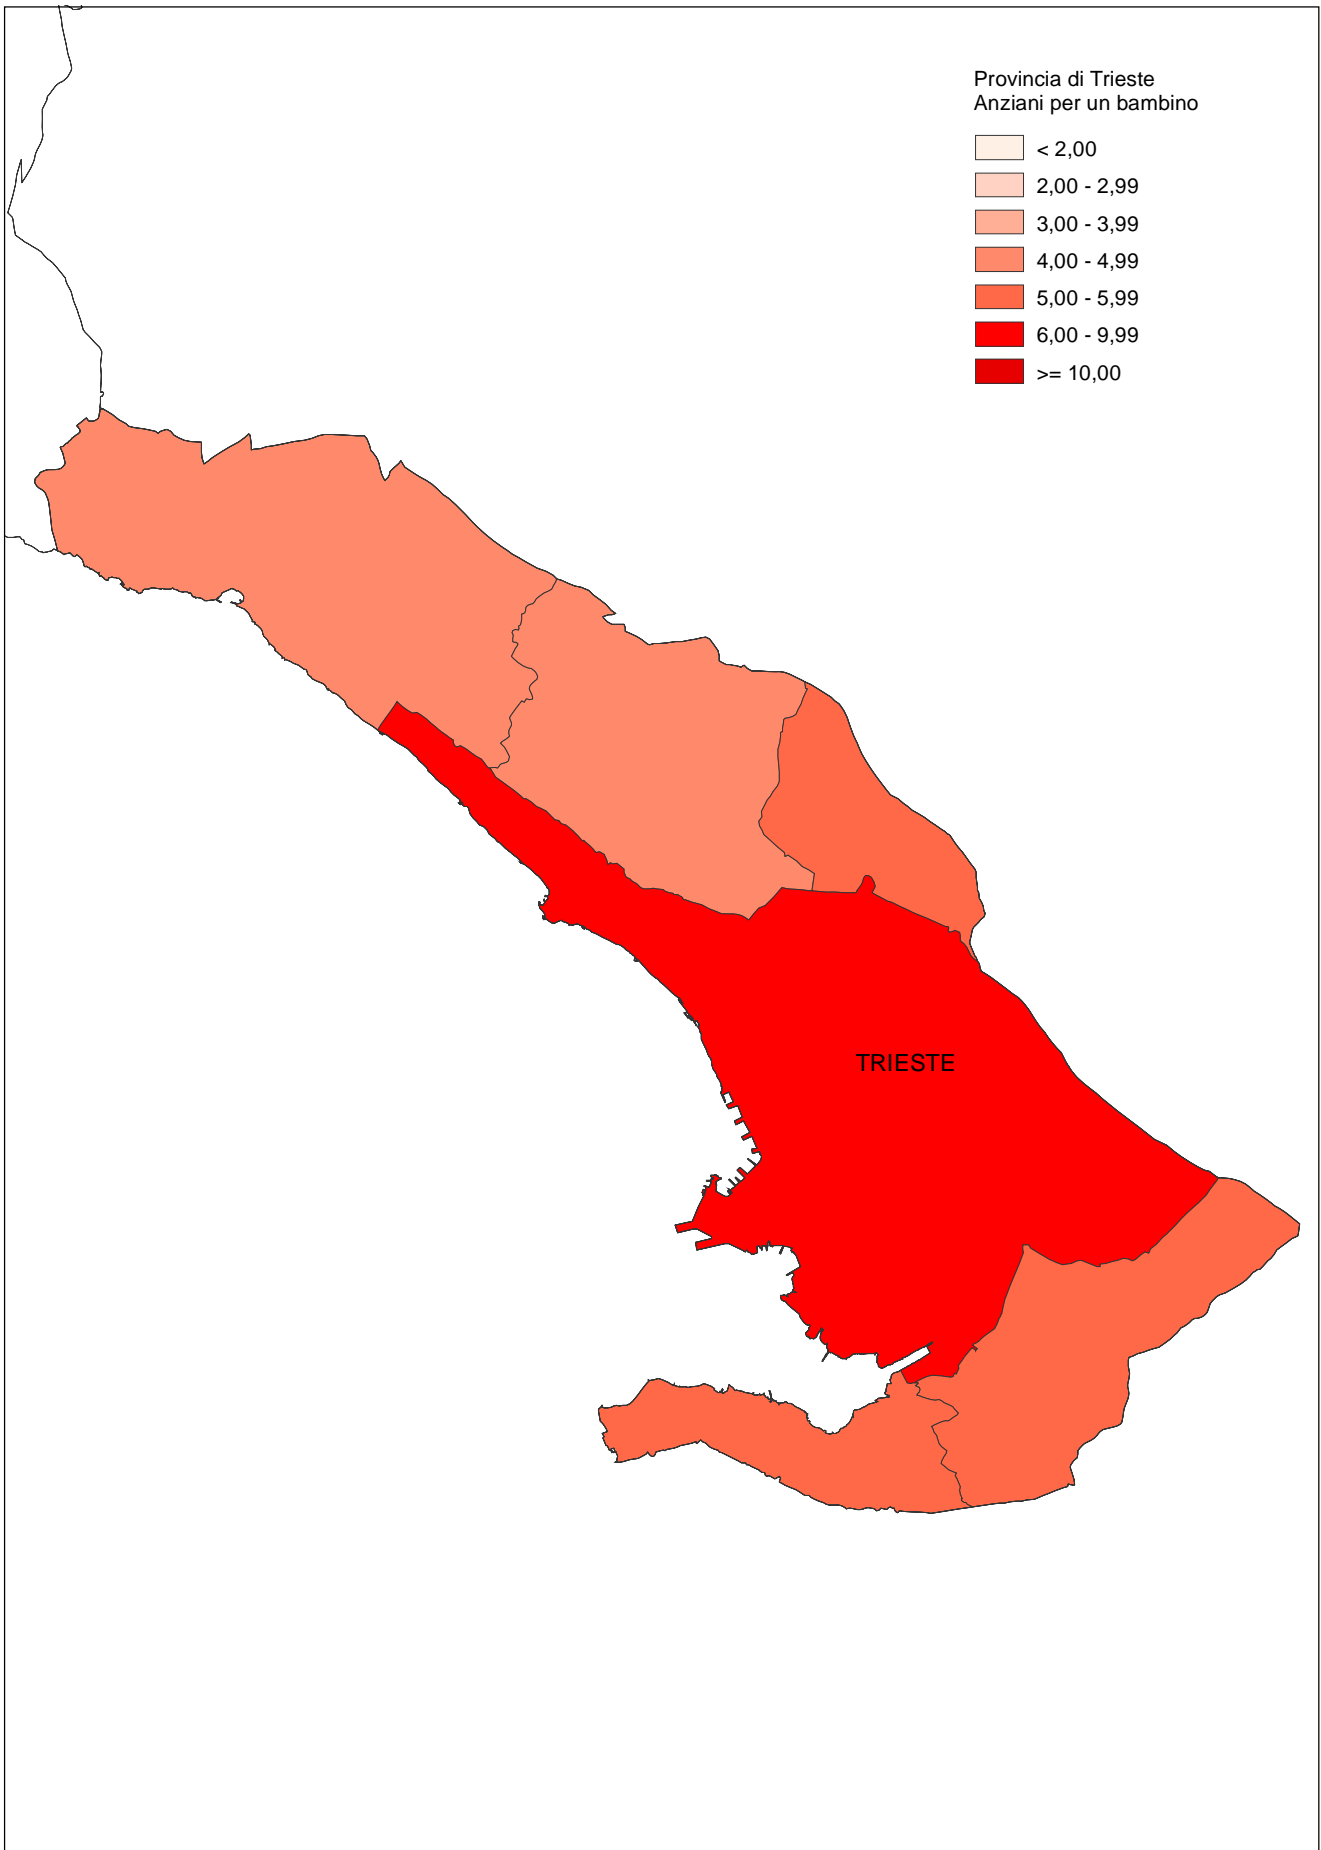 Provincia di Trieste
Anziani per un bambino
< 2,00
2,00 - 2,99
3,00 - 3,99
4,00 - 4,99
5,00 - 5,99
6,00 - 9,99
>= 10,00
TRIESTE